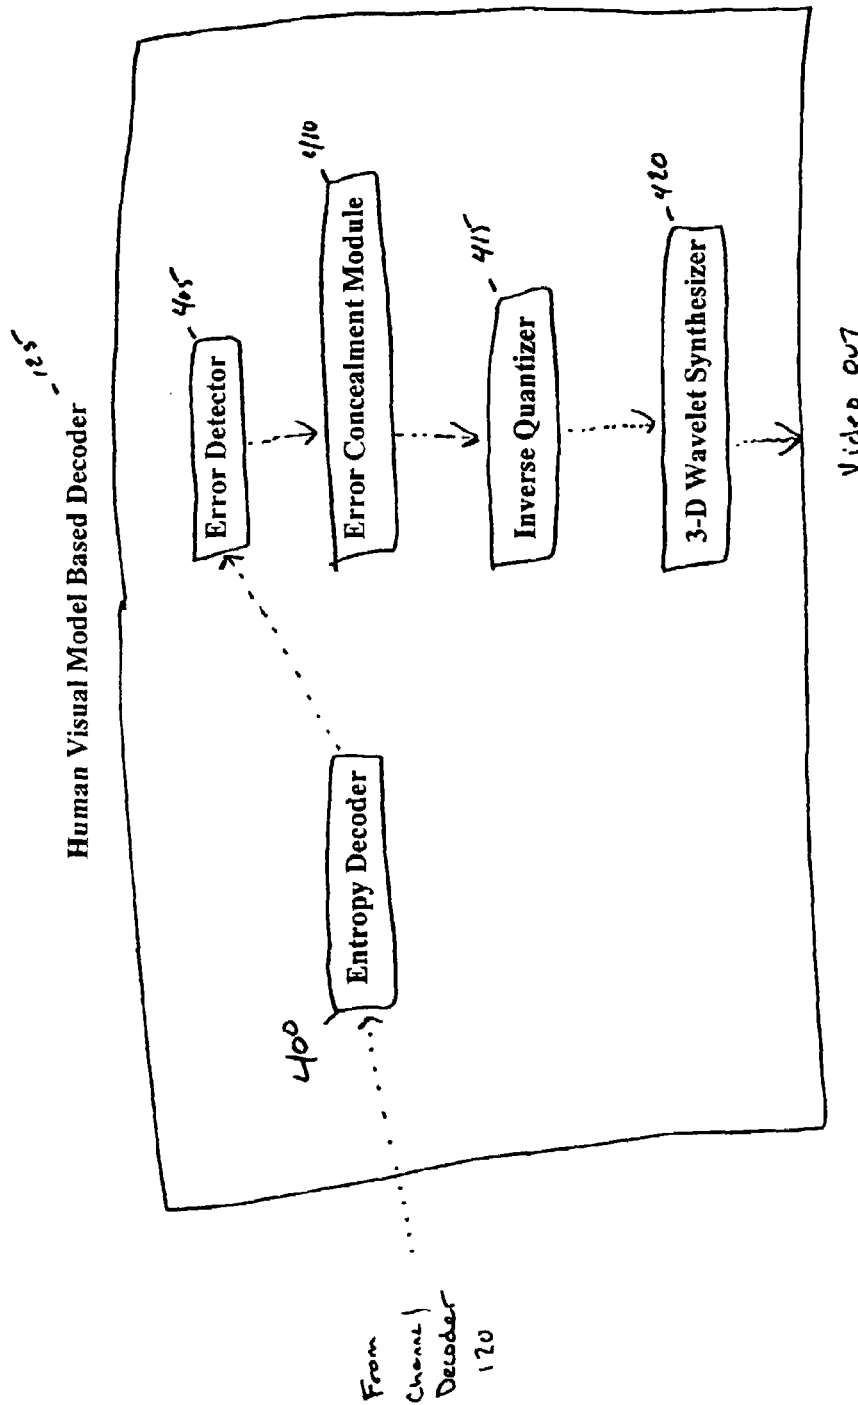 Human Visual Model Based Decoder
125
Error Detector
405
Error Concealment Module
410
Entropy Decoder
400
Inverse Quantizer
415
3-D Wavelet Synthesizer
420
From
Channel
Decoder
120
Video out